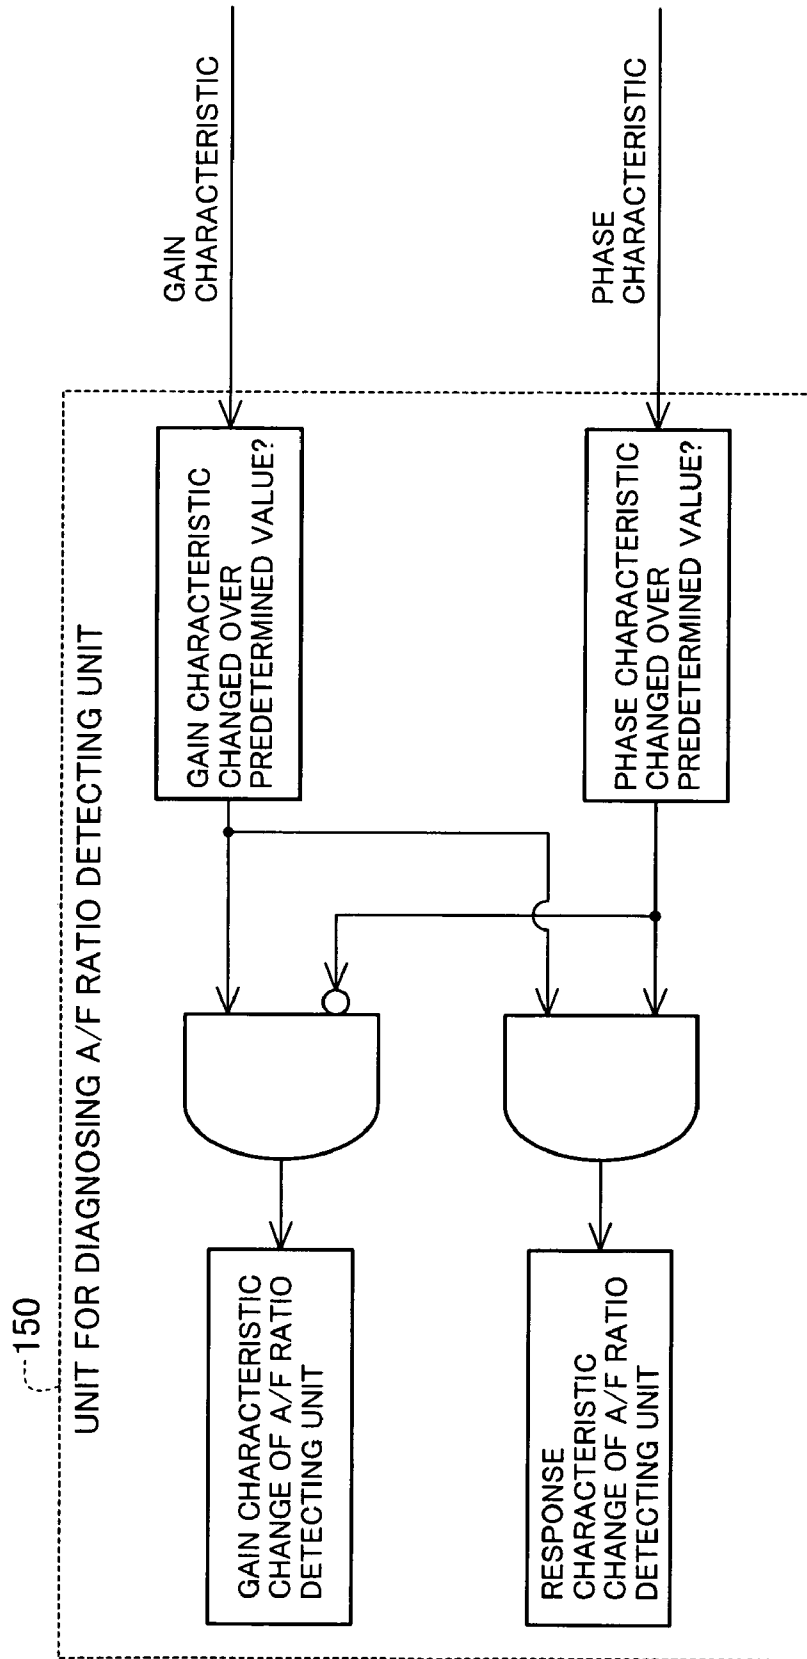 150
UNIT FOR DIAGNOSING A/F RATIO DETECTING UNIT
GAIN
CHARACTERISTIC
GAIN CHARACTERISTIC
CHANGED OVER
PREDETERMINED VALUE?
GAIN CHARACTERISTIC
CHANGE OF A/F RATIO
DETECTING UNIT
PHASE
CHARACTERISTIC
PHASE CHARACTERISTIC
CHANGED OVER
PREDETERMINED VALUE?
RESPONSE
CHARACTERISTIC
CHANGE OF A/F RATIO
DETECTING UNIT